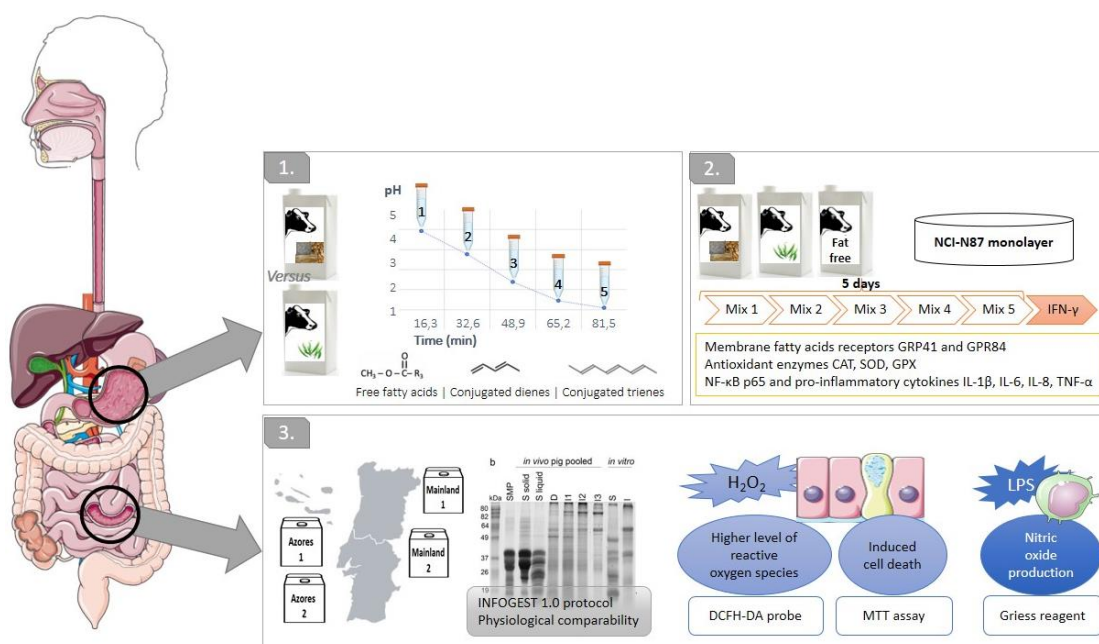 1.
Versus
pH
5
4
3
2
1
1
2
3
4
5
16,3
32,6
48,9
65,2
81,5
Time (min)
O
CH₃ – O – C R₃
Free fatty acids | Conjugated dienes | Conjugated trienes
2.
Fat
free
NCI-N87 monolayer
5 days
Mix 1
Mix 2
Mix 3
Mix 4
Mix 5
IFN-γ
Membrane fatty acids receptors GRP41 and GPR84
Antioxidant enzymes CAT, SOD, GPX
NF-κB p65 and pro-inflammatory cytokines IL-1β, IL-6, IL-8, TNF-α
3.
Azores
1
Azores
2
Mainland
1
Mainland
2
b
in vivo pig pooled
in vitro
kDa
SMP
S solid
S liquid
D
I1
I2
I3
S
I
80
82
64
49
37
26
19
INFOGEST 1.0 protocol
Physiological comparability
H₂O₂
Higher level of
reactive
oxygen species
DCFH-DA probe
Induced
cell death
MTT assay
LPS
Nitric
oxide
production
Griess reagent